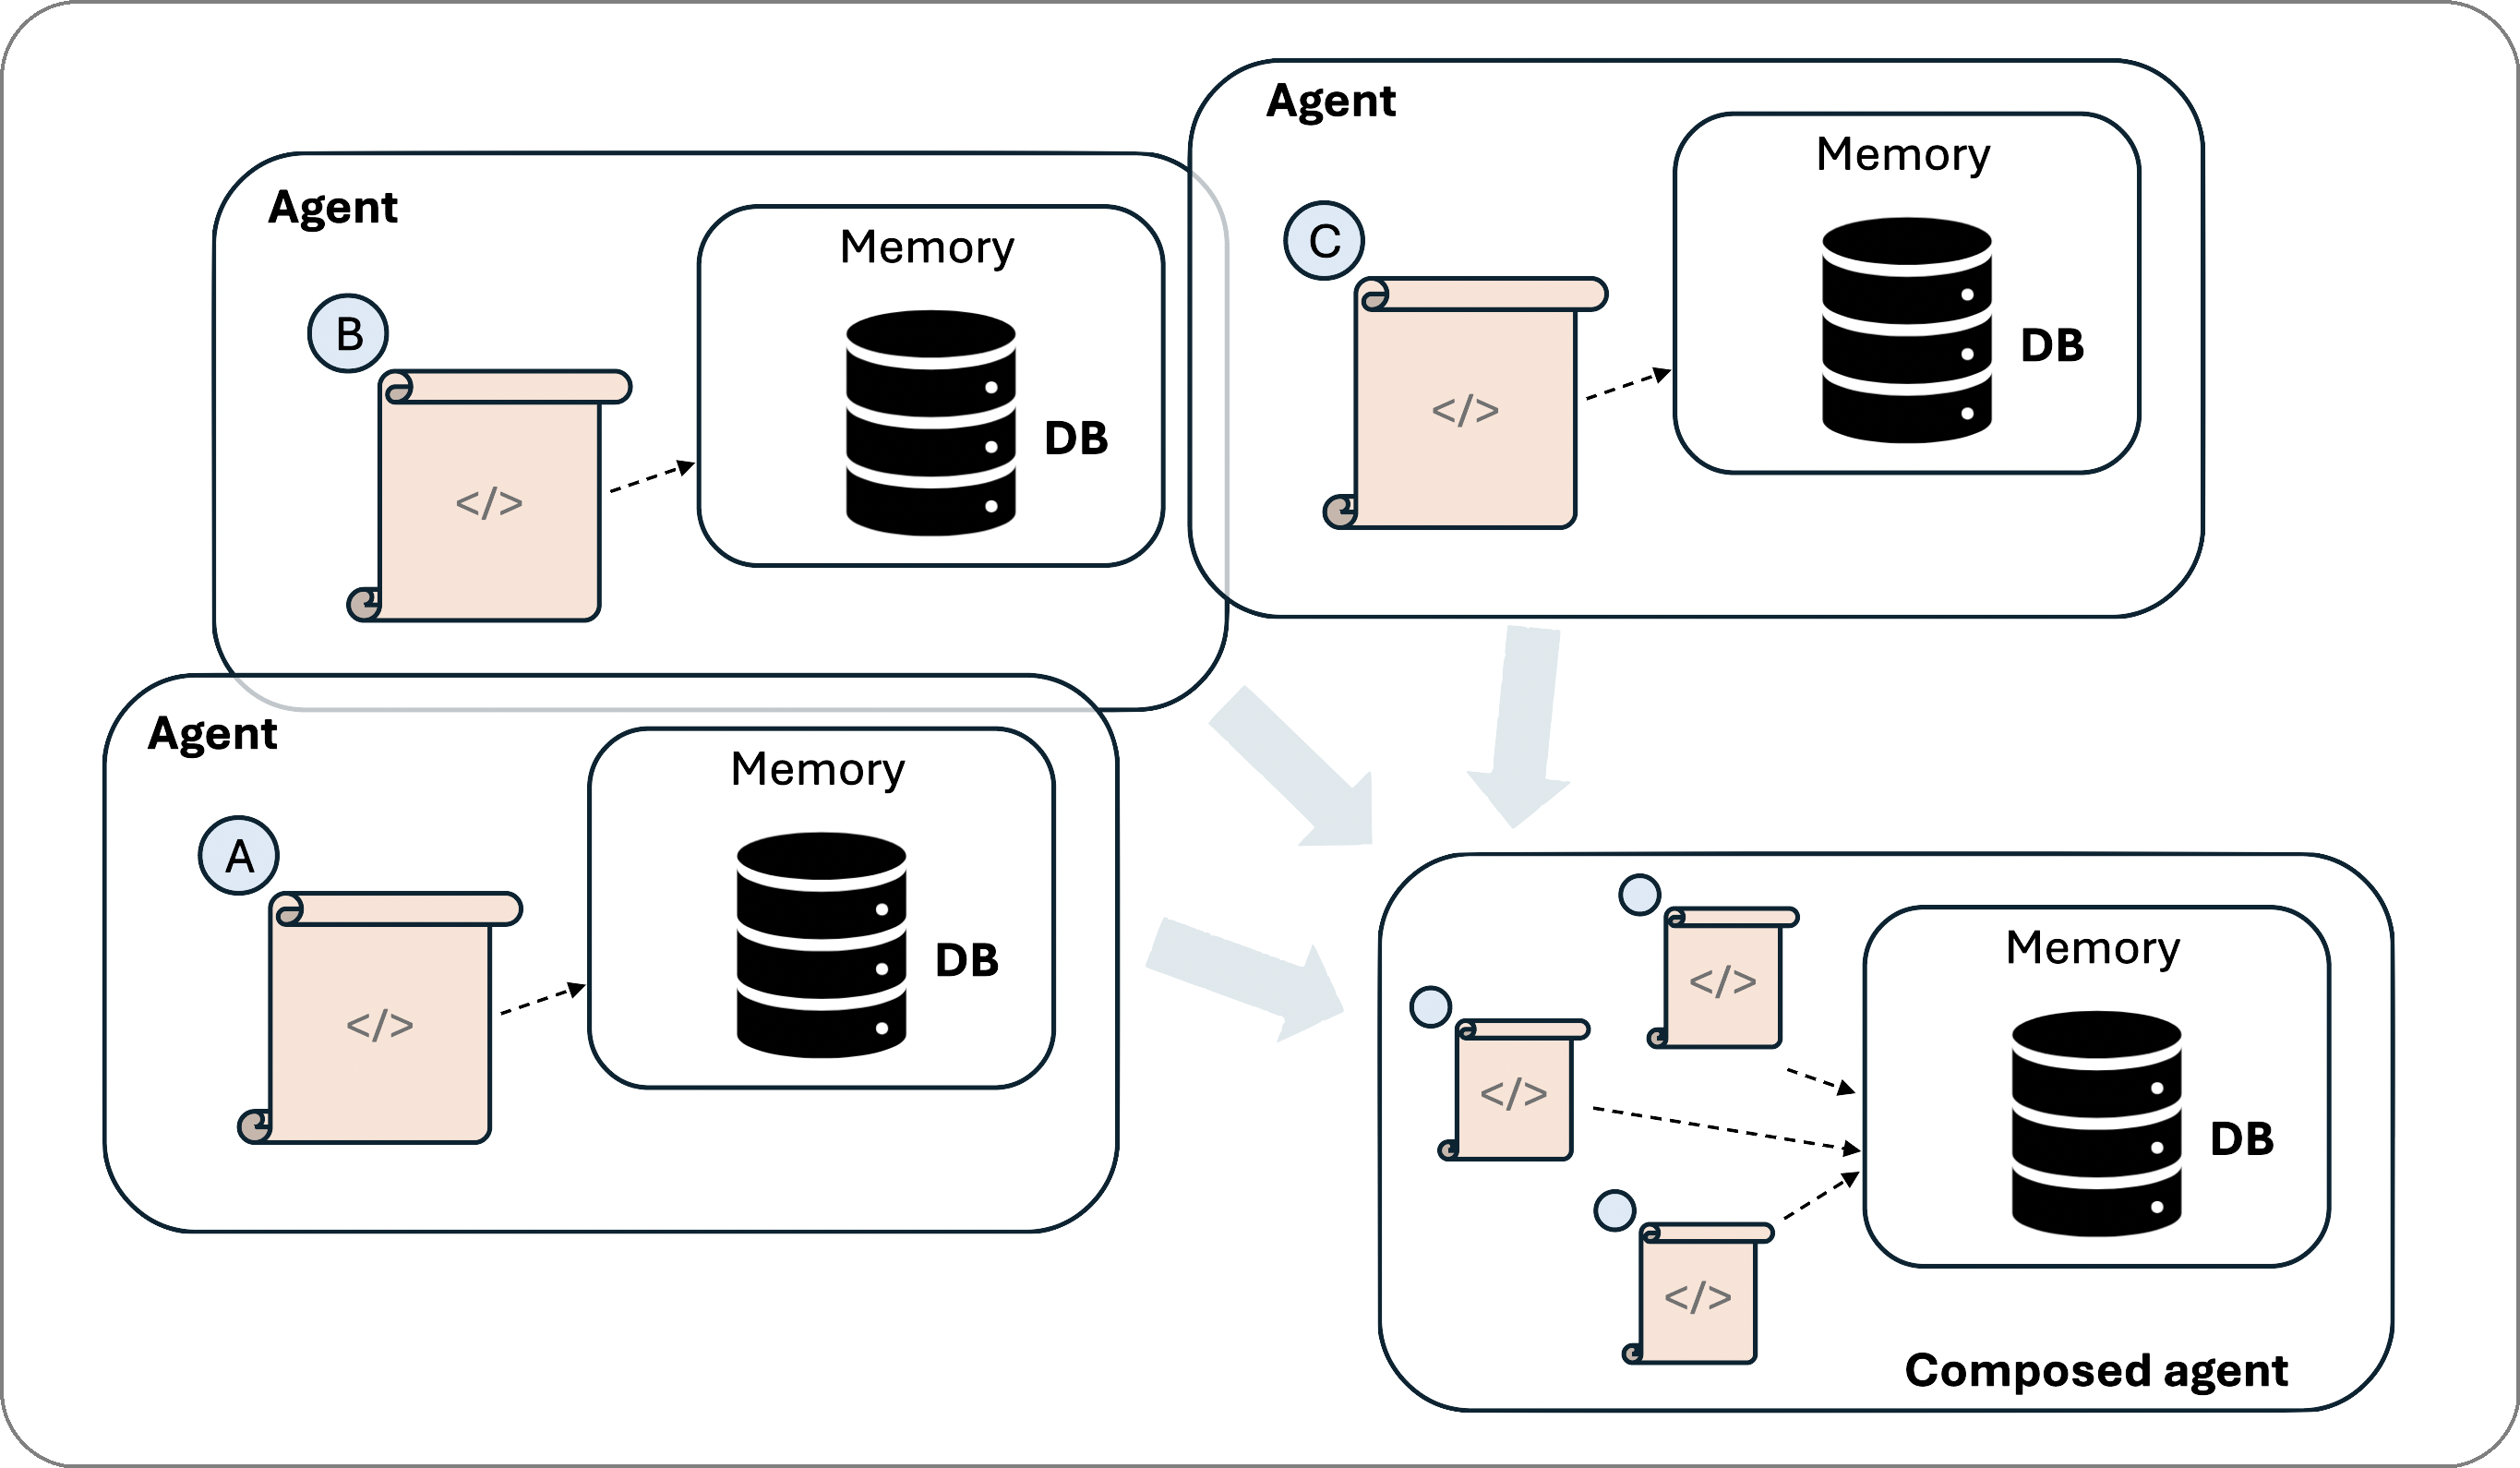 Agent
Memory
C
</>
DB
Agent
Memory
B
</>
DB
Agent
Memory
A
</>
DB
Memory
</>
</>
DB
</>
Composed agent